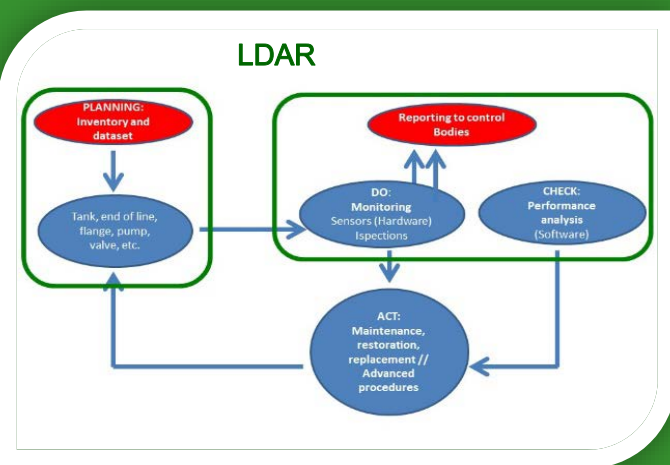 LDAR
PLANNING:
Inventory and
dataset
Tank, end of line,
flange, pump,
valve, etc.
Reporting to control
Bodies
DO:
Monitoring
Sensors (Hardware)
Ispections
CHECK:
Performance
analysis
(Software)
ACT:
Maintenance,
restoration,
replacement //
Advanced
procedures